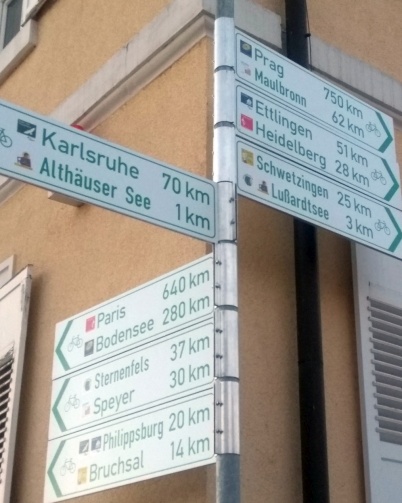 Prag 750 km
Maulbronn 62 km
Ettlingen 51 km
Heidelberg 28 km
Schwetzingen 25 km
Lußardtsee 3 km
Karlsruhe 70 km
Althäuser See 1 km
Paris 640 km
Bodensee 280 km
Sternenfels 37 km
Speyer 30 km
Philippsburg 20 km
Bruchsal 14 km